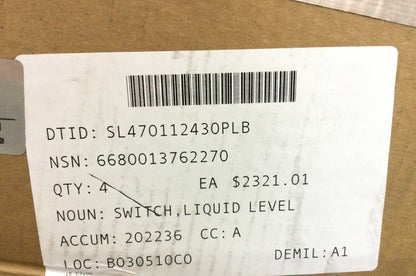 DTID: SL470112430PLB
NSN: 6680013762270
QTY: 4 EA $2321.01
NOUN: SWITCH,LIQUID LEVEL
ACCUM: 202236 CC: A
LOC: B030510C0 DEMIL: A1